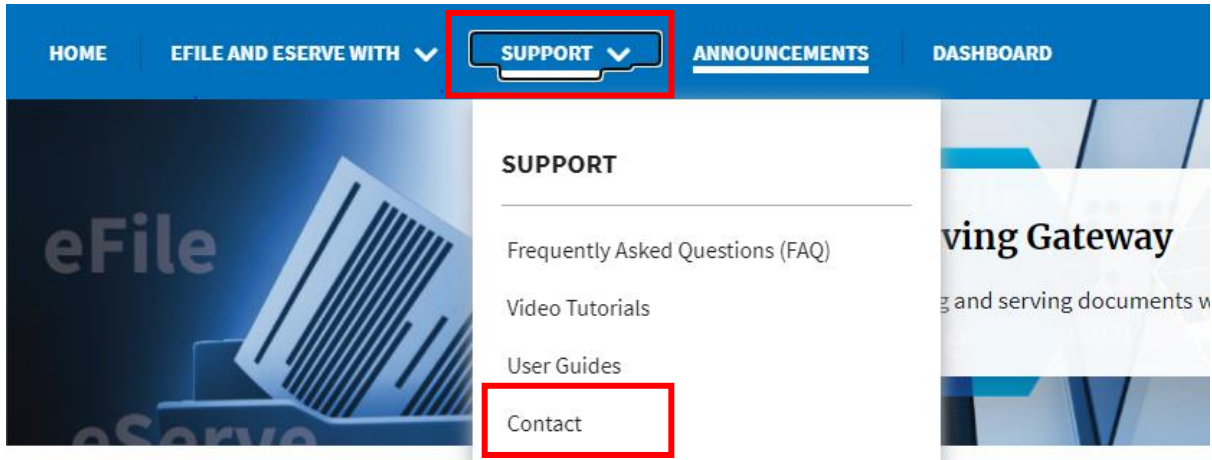 HOME EFILE AND ESERVE WITH SUPPORT ANNOUNCEMENTS DASHBOARD
eFile
eServe
SUPPORT
Frequently Asked Questions (FAQ)
Video Tutorials
User Guides
Contact
ving Gateway
g and serving documents w